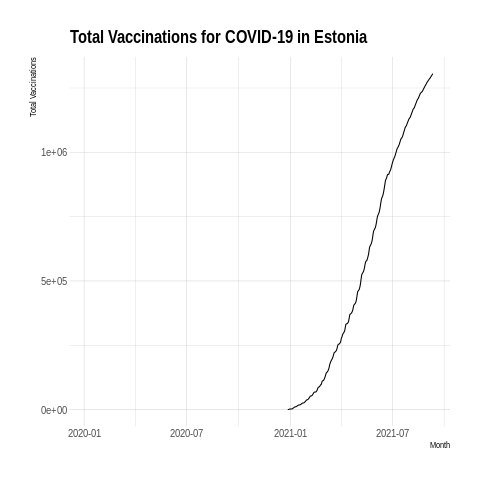 Total Vaccinations for COVID-19 in Estonia
Total Vaccinations
1e+06
5e+05
0e+00
2020-01 2020-07 2021-01 2021-07
Month